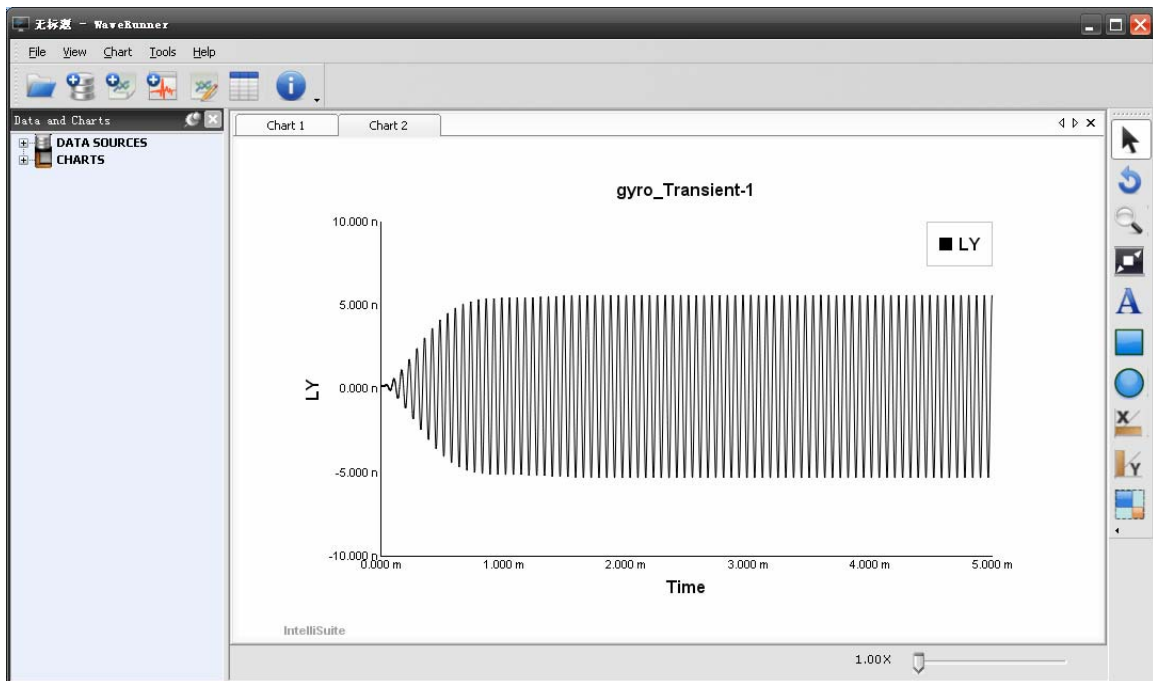 无标题 - WaveRunner
File View Chart Tools Help
Data and Charts
DATA SOURCES
CHARTS
Chart 1 Chart 2
gyro_Transient-1
LY
10.000 n
5.000 n
0.000 n
-5.000 n
-10.000 n
LY
0.000 m 1.000 m 2.000 m 3.000 m 4.000 m 5.000 m
Time
IntelliSuite
1.00X
A
X
Y